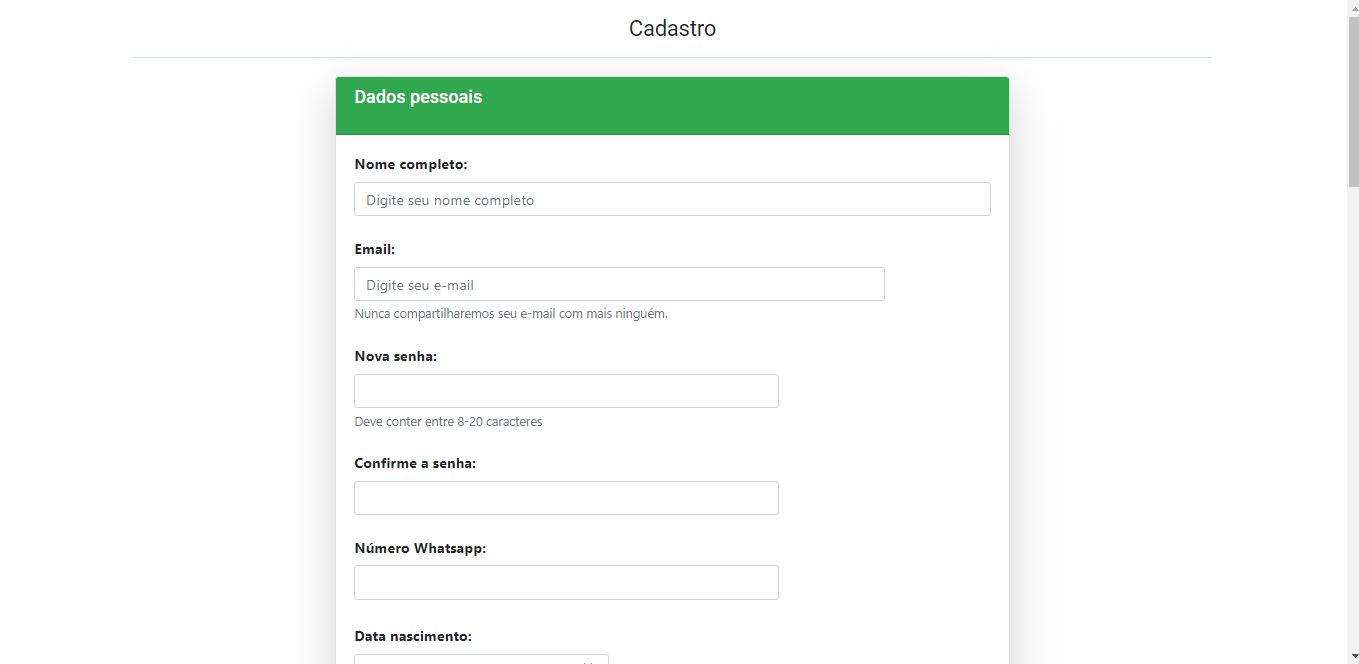 Cadastro
Dados pessoais
Nome completo:
Digite seu nome completo
Email:
Digite seu e-mail
Nunca compartilharemos seu e-mail com mais ninguém.
Nova senha:
Deve conter entre 8-20 caracteres
Confirme a senha:
Número Whatsapp:
Data nascimento: